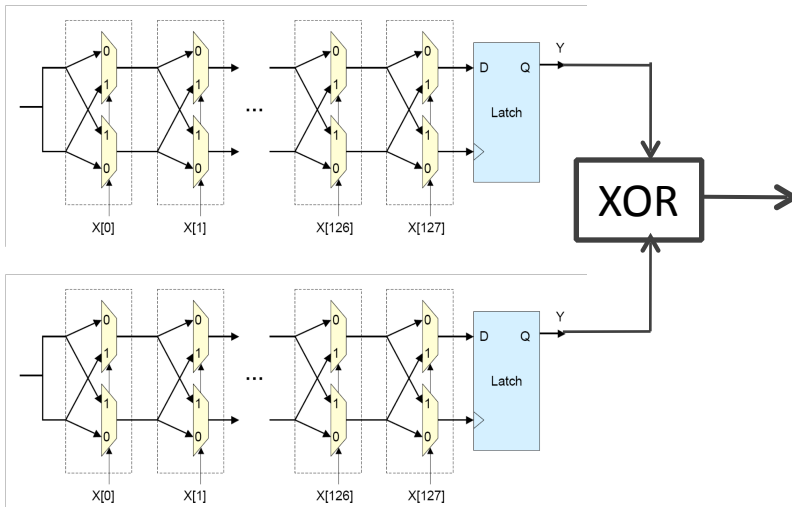 0 0 0 0
D Q Y
1 1 ... 1 1
Latch
1 1 1 1
0 0 0 0
X[0] X[1] X[126] X[127]
XOR
0 0 0 0
D Q Y
1 1 ... 1 1
Latch
1 1 1 1
0 0 0 0
X[0] X[1] X[126] X[127]